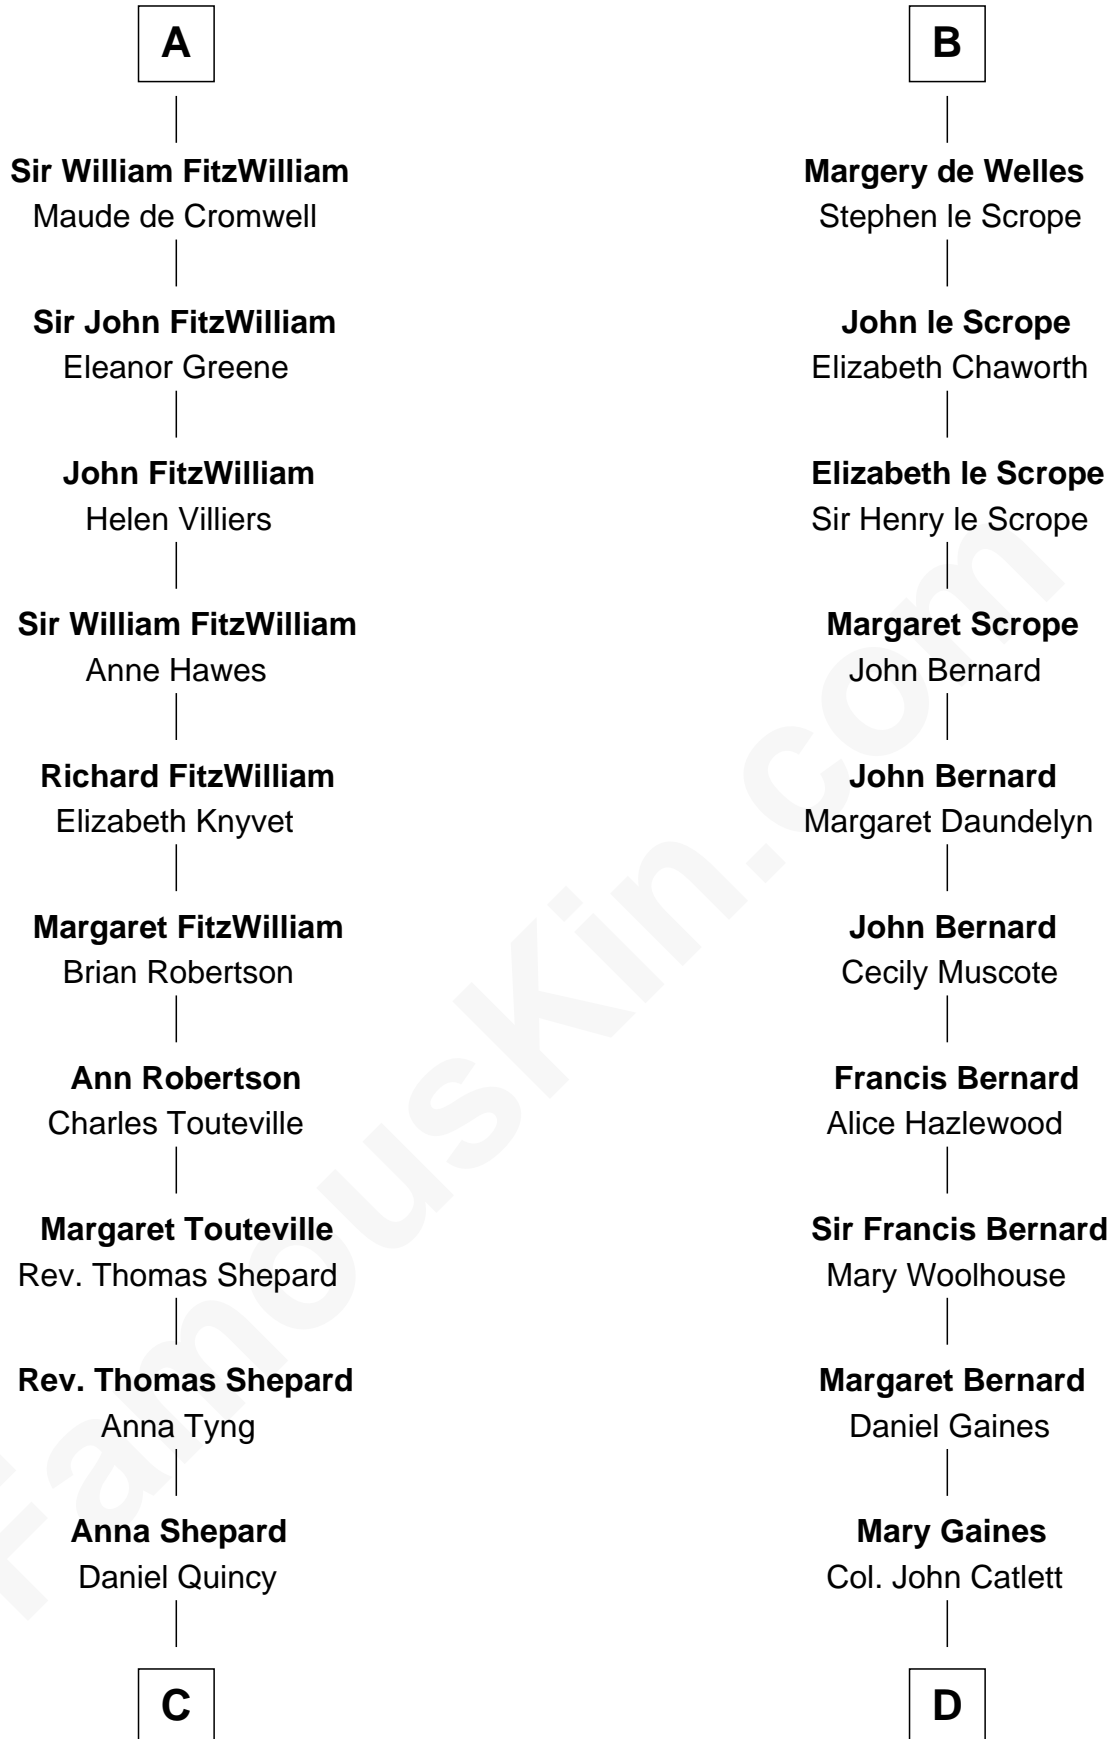 A
Sir William FitzWilliam
Maude de Cromwell
Sir John FitzWilliam
Eleanor Greene
John FitzWilliam
Helen Villiers
Sir William FitzWilliam
Anne Hawes
Richard FitzWilliam
Elizabeth Knyvet
Margaret FitzWilliam
Brian Robertson
Ann Robertson
Charles Touteville
Margaret Touteville
Rev. Thomas Shepard
Rev. Thomas Shepard
Anna Tyng
Anna Shepard
Daniel Quincy
C
B
Margery de Welles
Stephen le Scrope
John le Scrope
Elizabeth Chaworth
Elizabeth le Scrope
Sir Henry le Scrope
Margaret Scrope
John Bernard
John Bernard
Margaret Daundelyn
John Bernard
Cecily Muscote
Francis Bernard
Alice Hazlewood
Sir Francis Bernard
Mary Woolhouse
Margaret Bernard
Daniel Gaines
Mary Gaines
Col. John Catlett
D
FamousKin.com